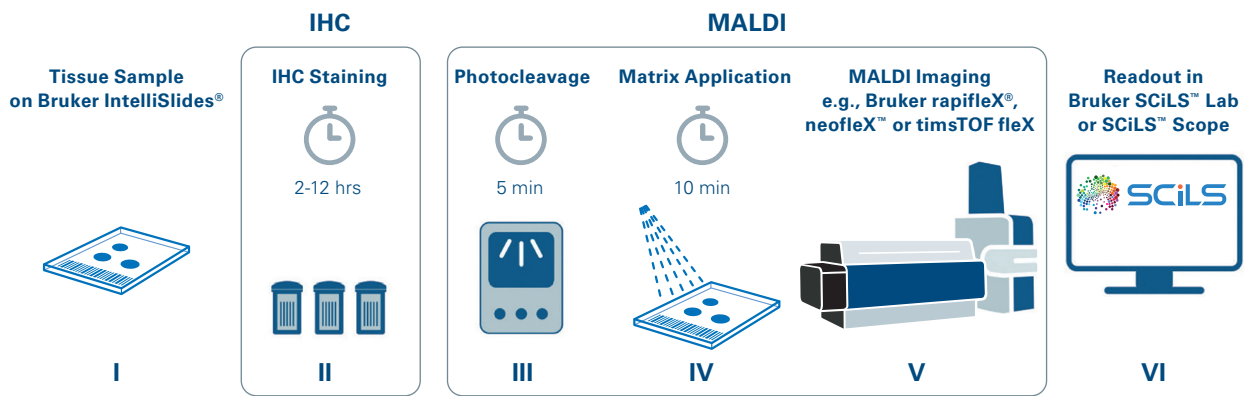 IHC
MALDI
Tissue Sample
on Bruker IntelliSlides®
IHC Staining
Photocleavage
Matrix Application
MALDI Imaging
e.g., Bruker rapifleX®,
neofleX™ or timsTOF fleX
Readout in
Bruker SCiLS™ Lab
or SCiLS™ Scope
2-12 hrs
5 min
10 min
SCiLS
I
II
III
IV
V
VI